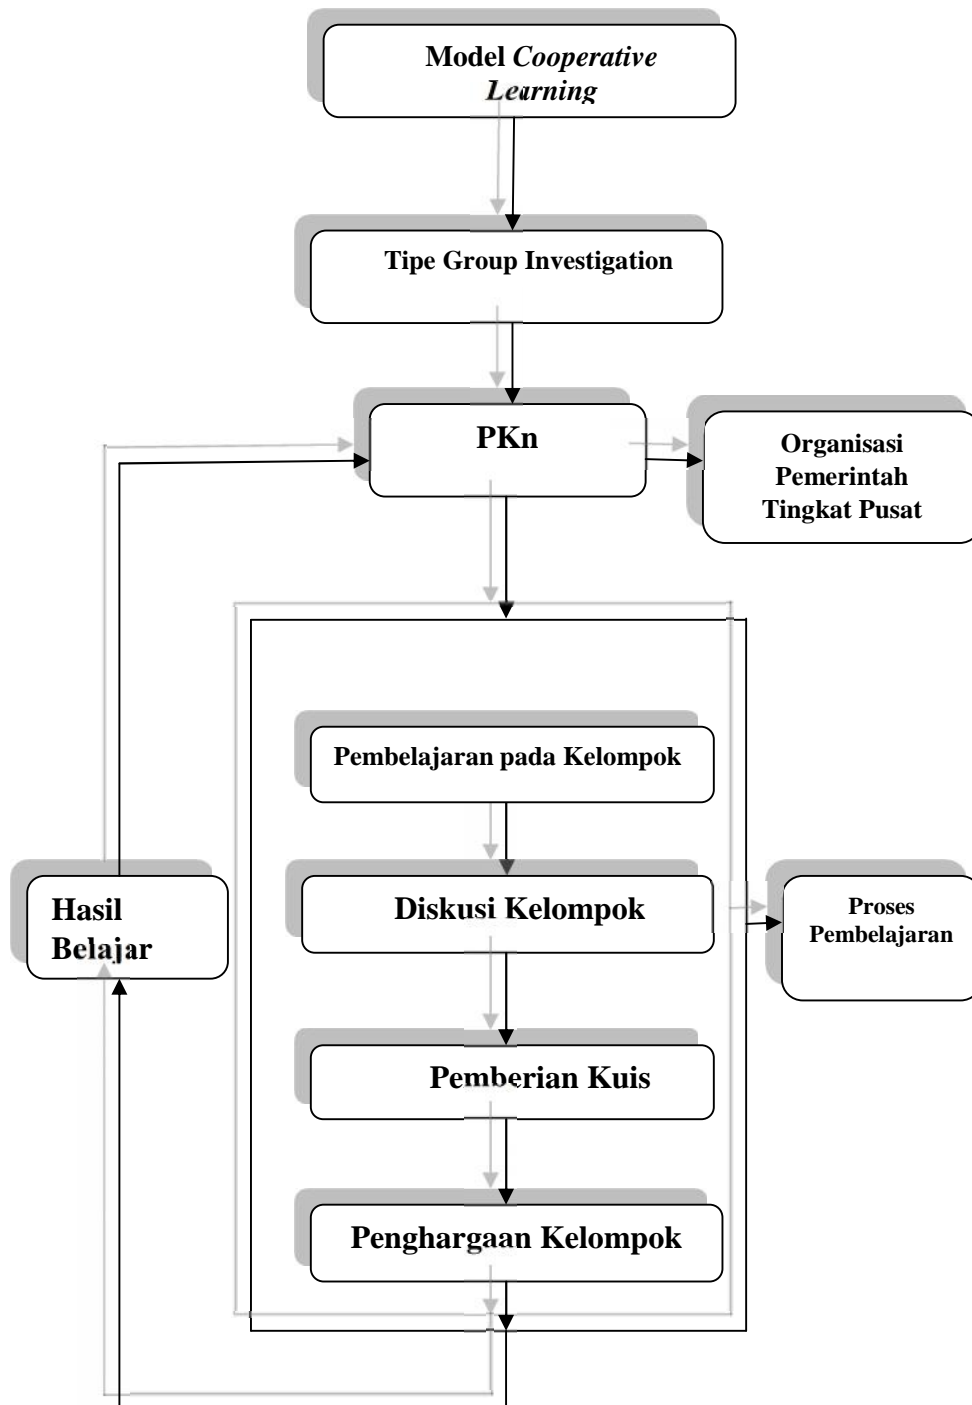 Model Cooperative
Learning
Tipe Group Investigation
PKn
Organisasi
Pemerintah
Tingkat Pusat
Pembelajaran pada Kelompok
Hasil
Belajar
Diskusi Kelompok
Proses
Pembelajaran
Pemberian Kuis
Penghargaan Kelompok